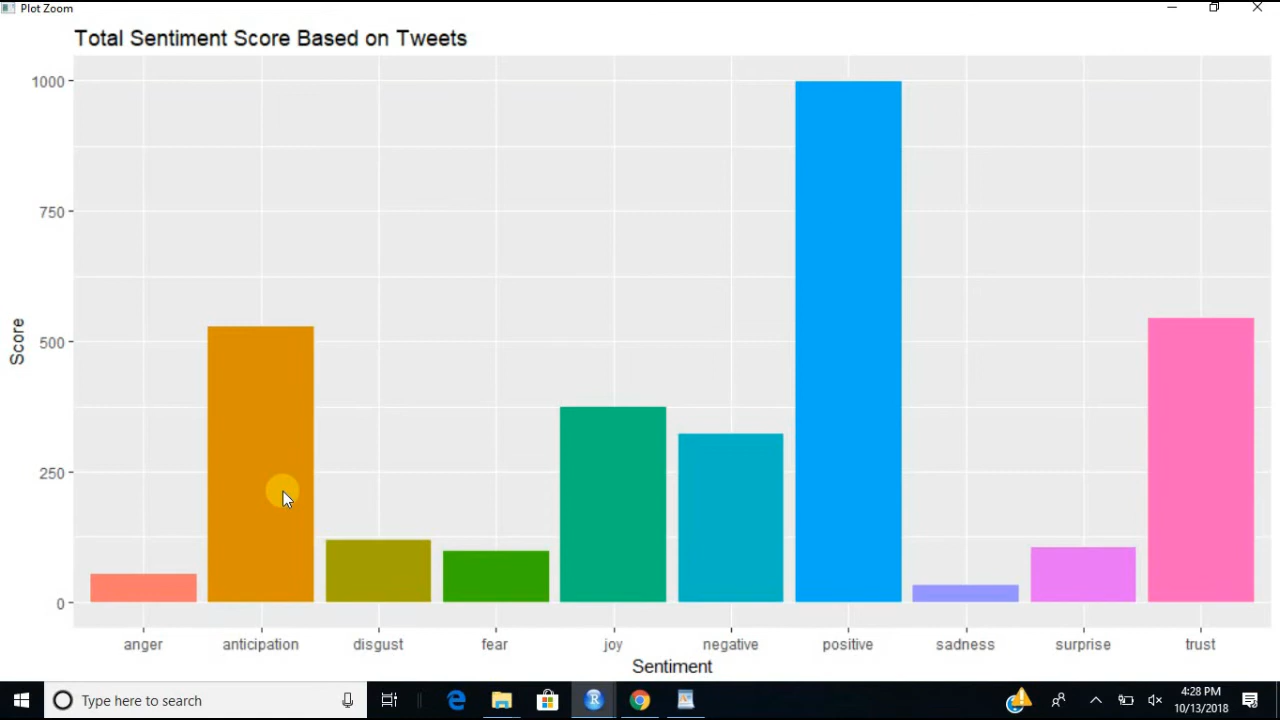 Plot Zoom
Total Sentiment Score Based on Tweets
1000
750
500
250
0
Score
anger anticipation disgust fear joy negative positive sadness surprise trust
Sentiment
Type here to search
R
4:28 PM
10/13/2018